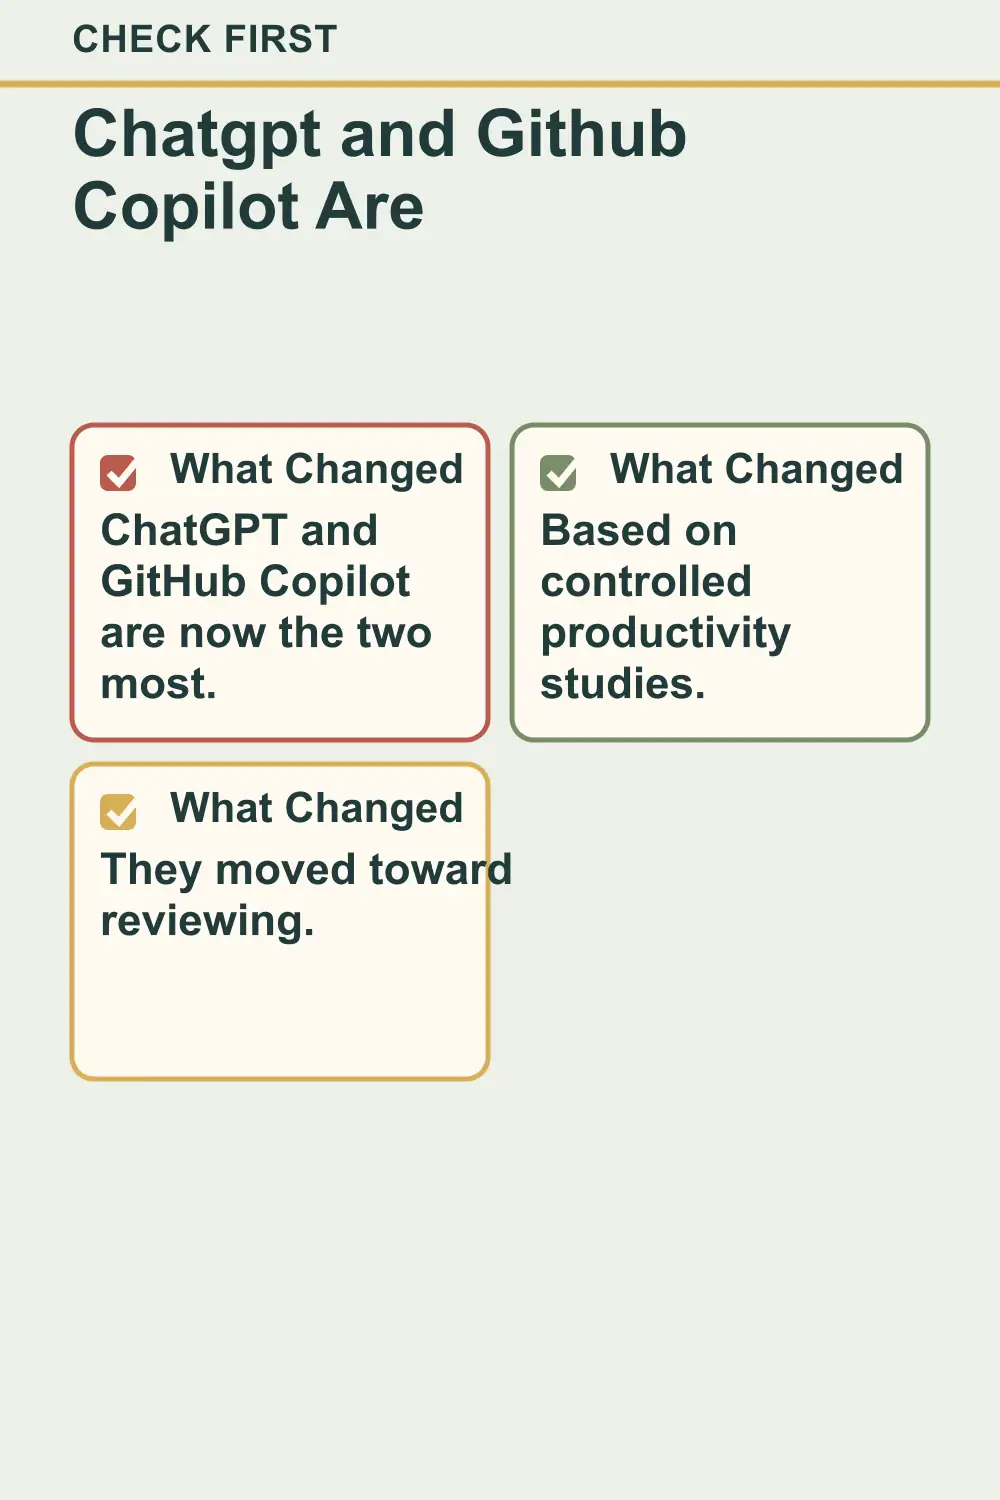 CHECK FIRST
Chatgpt and Github
Copilot Are
What Changed
ChatGPT and
GitHub Copilot
are now the two
most.
What Changed
Based on
controlled
productivity
studies.
What Changed
They moved toward
reviewing.